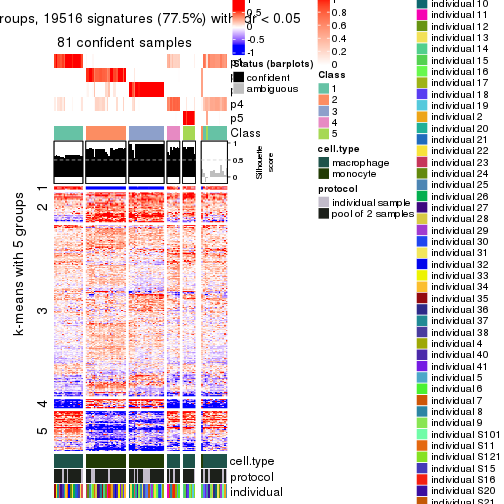 roups, 19516 signatures (77.5%) with
r < 0.05
81 confident samples
p4
p5
Class
1
0.5
0
Silhouette
score
k-means with 5 groups
1
2
3
4
5
cell.type
protocol
individual
0.5
0
-0.5
-1
Status (barplots)
confident
ambiguous
0.8
0.6
0.4
0.2
0
Class
1
2
3
4
5
cell.type
macrophage
monocyte
protocol
individual sample
pool of 2 samples
individual 10
individual 11
individual 12
individual 13
individual 14
individual 15
individual 16
individual 17
individual 18
individual 19
individual 2
individual 20
individual 21
individual 22
individual 23
individual 24
individual 25
individual 26
individual 27
individual 28
individual 29
individual 30
individual 31
individual 32
individual 33
individual 34
individual 35
individual 36
individual 37
individual 38
individual 4
individual 40
individual 41
individual 5
individual 6
individual 7
individual 8
individual 9
individual S101
individual S11
individual S121
individual S15
individual S16
individual S20
individual S21